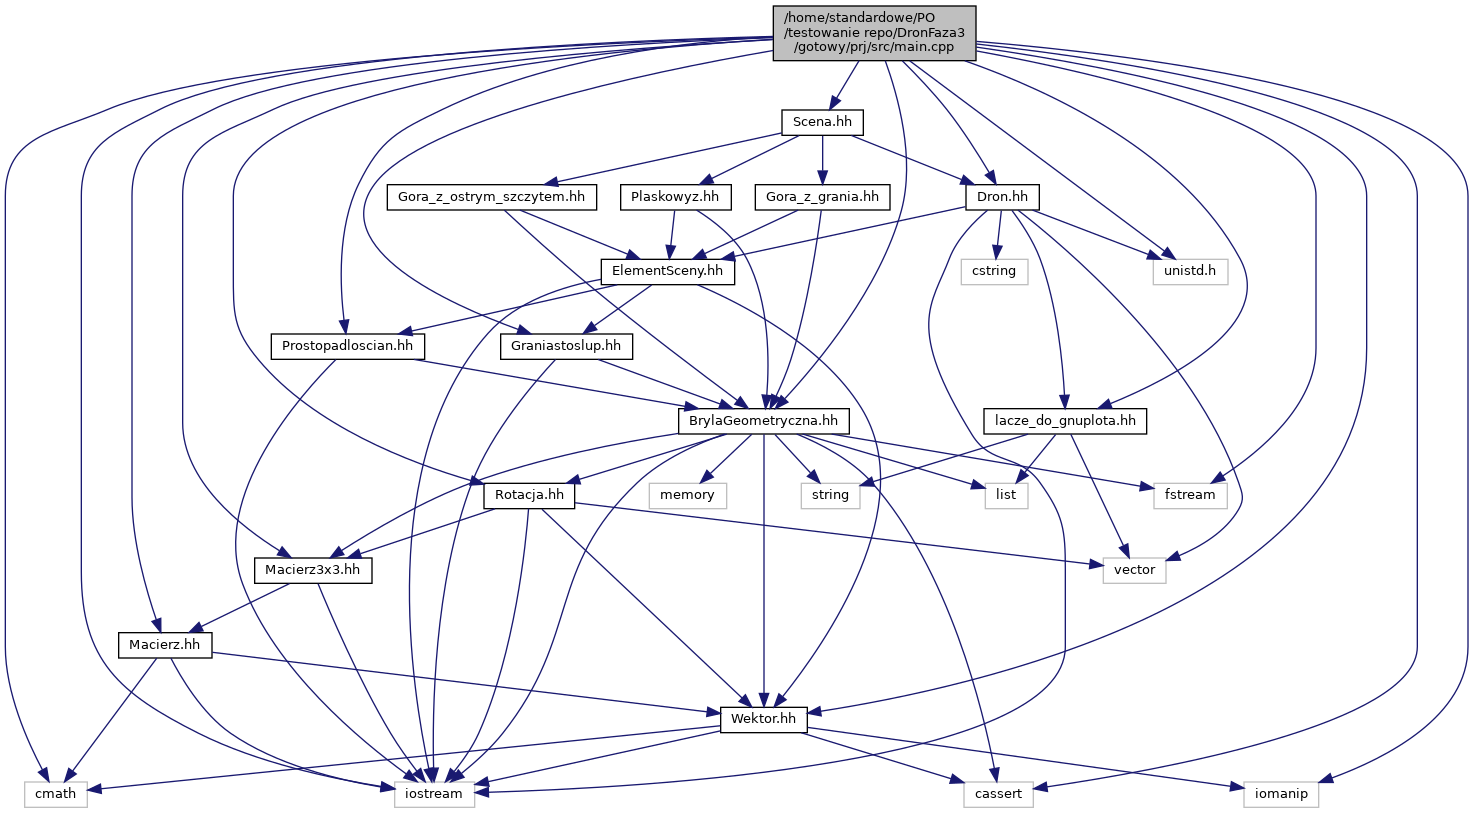 /home/standardowe/PO
/testowanie repo/DronFaza3
/gotowy/prj/src/main.cpp
Scena.hh
Gora_z_ostrym_szczytem.hh
Plaskowyz.hh
Gora_z_grania.hh
Dron.hh
ElementSceny.hh
cstring
unistd.h
Prostopadloscian.hh
Graniastoslup.hh
BrylaGeometryczna.hh
lacze_do_gnuplota.hh
Rotacja.hh
memory
string
list
fstream
Macierz3x3.hh
vector
Macierz.hh
Wektor.hh
cmath
iostream
cassert
iomanip